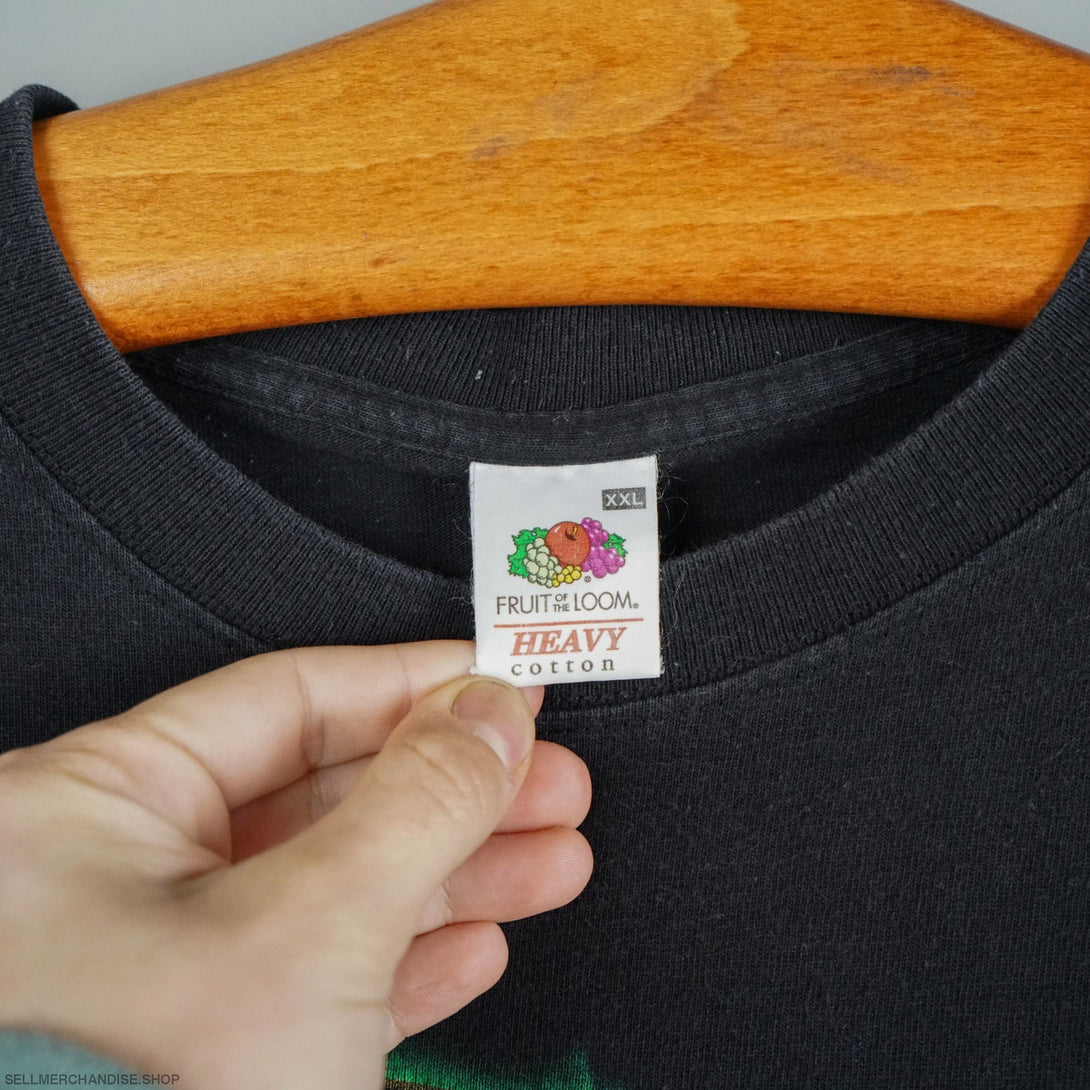 XXL
FRUIT OF THE LOOM®
HEAVY
cotton
SELLMERCHANDISE.SHOP